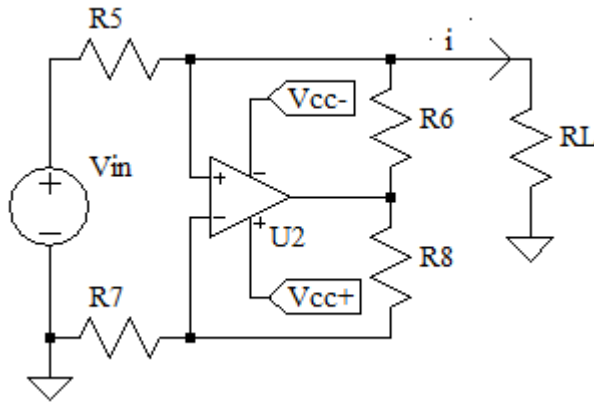 R5
i
Vcc-
R6
RL
Vin
+
−
+
−
−
+
U2
R8
R7
Vcc+